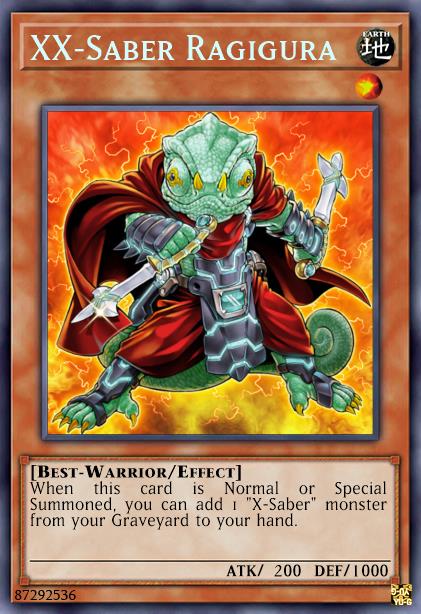 XX-Saber Ragigura
EARTH
地
[Best-Warrior/Effect]
When this card is Normal or Special
Summoned, you can add 1 "X-Saber" monster
from your Graveyard to your hand.
ATK/ 200 DEF/1000
87292536